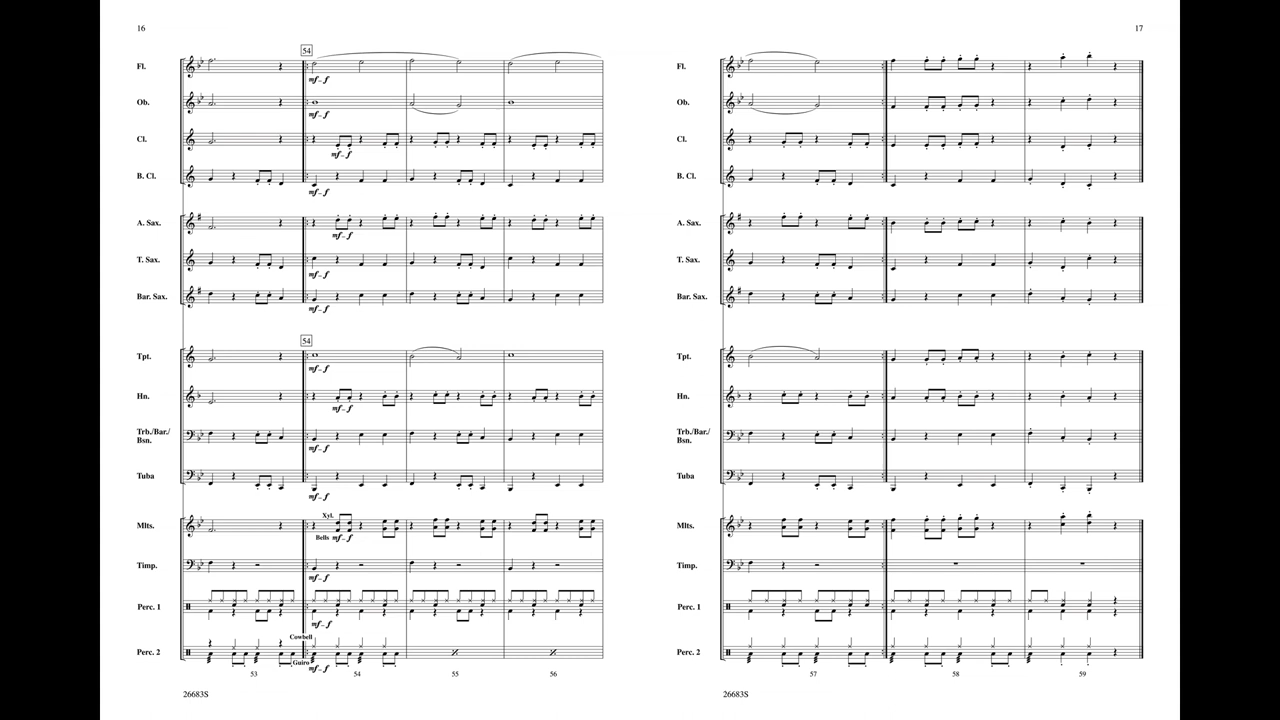 16
54
Fl.
mf – f
Ob.
mf – f
Cl.
mf – f
B. Cl.
mf – f
A. Sax.
mf – f
T. Sax.
mf – f
Bar. Sax.
mf – f
54
Tpt.
mf – f
Hn.
mf – f
Trb./Bar./
Bsn.
mf – f
Tuba
mf – f
Xyl.
Mlts.
Bells mf – f
Timp.
mf – f
Perc. 1
mf – f
Cowbell
Perc. 2
Guiro
mf – f
53 54 55 56
26683S
17
Fl.
Ob.
Cl.
B. Cl.
A. Sax.
T. Sax.
Bar. Sax.
Tpt.
Hn.
Trb./Bar./
Bsn.
Tuba
Mlts.
Timp.
Perc. 1
Perc. 2
57 58 59
26683S